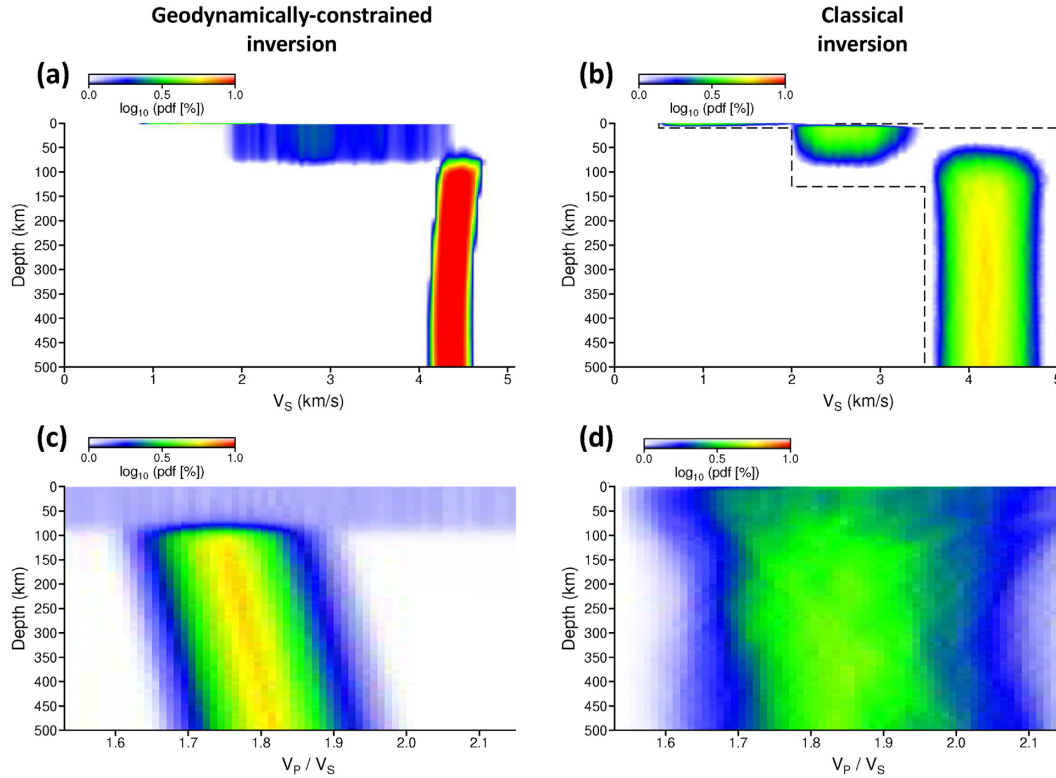 Geodynamically-constrained
inversion
Classical
inversion
(a)
0.0 0.5 1.0
log10 (pdf [%])
0
50
100
150
200
250
300
350
400
450
500
Depth (km)
0 1 2 3 4 5
VS (km/s)
(b)
0.0 0.5 1.0
log10 (pdf [%])
0
50
100
150
200
250
300
350
400
450
500
Depth (km)
0 1 2 3 4 5
VS (km/s)
(c)
0.0 0.5 1.0
log10 (pdf [%])
0
50
100
150
200
250
300
350
400
450
500
Depth (km)
1.6 1.7 1.8 1.9 2.0 2.1
VP / VS
(d)
0.0 0.5 1.0
log10 (pdf [%])
0
50
100
150
200
250
300
350
400
450
500
Depth (km)
1.6 1.7 1.8 1.9 2.0 2.1
VP / VS